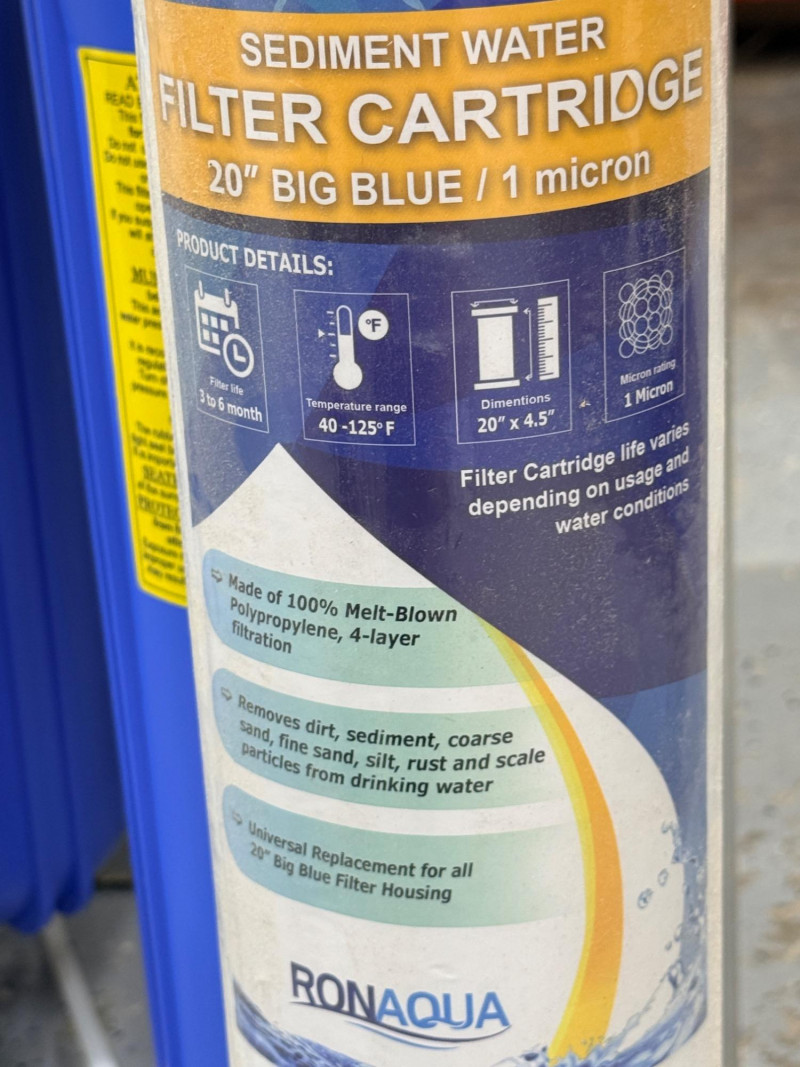 SEDIMENT WATER
FILTER CARTRIDGE
20" BIG BLUE / 1 micron
PRODUCT DETAILS:
Filter life
3 to 6 month
°F
Temperature range
40 -125° F
Dimentions
20" x 4.5"
Micron rating
1 Micron
Filter Cartridge life varies
depending on usage and
water conditions
⇨ Made of 100% Melt-Blown
Polypropylene, 4-layer
filtration
⇨ Removes dirt, sediment, coarse
sand, fine sand, silt, rust and scale
particles from drinking water
⇨ Universal Replacement for all
20" Big Blue Filter Housing
RONAQUA